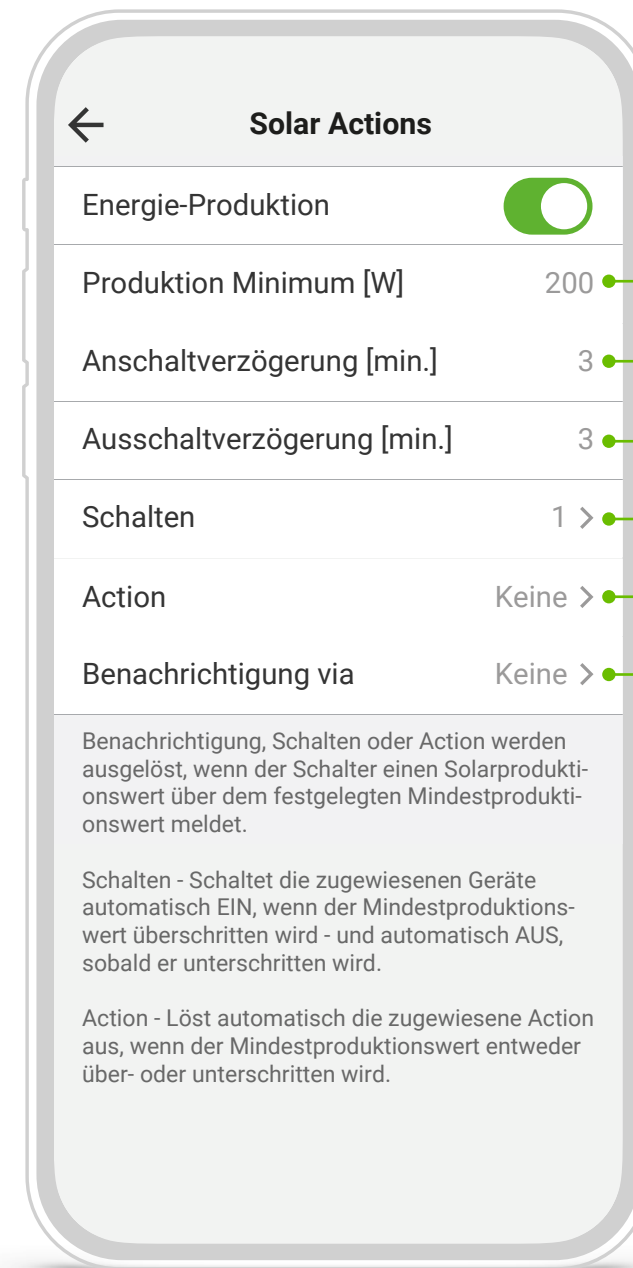 Solar Actions
Energie-Produktion
Produktion Minimum [W] 200
Anschaltverzögerung [min.] 3
Ausschaltverzögerung [min.] 3
Schalten 1 >
Action Keine >
Benachrichtigung via Keine >
Benachrichtigung, Schalten oder Action werden
ausgelöst, wenn der Schalter einen Solarprodukti-
onswert über dem festgelegten Mindestprodukti-
onswert meldet.
Schalten - Schaltet die zugewiesenen Geräte
automatisch EIN, wenn der Mindestproduktions-
wert überschritten wird - und automatisch AUS,
sobald er unterschritten wird.
Action - Löst automatisch die zugewiesene Action
aus, wenn der Mindestproduktionswert entweder
über- oder unterschritten wird.